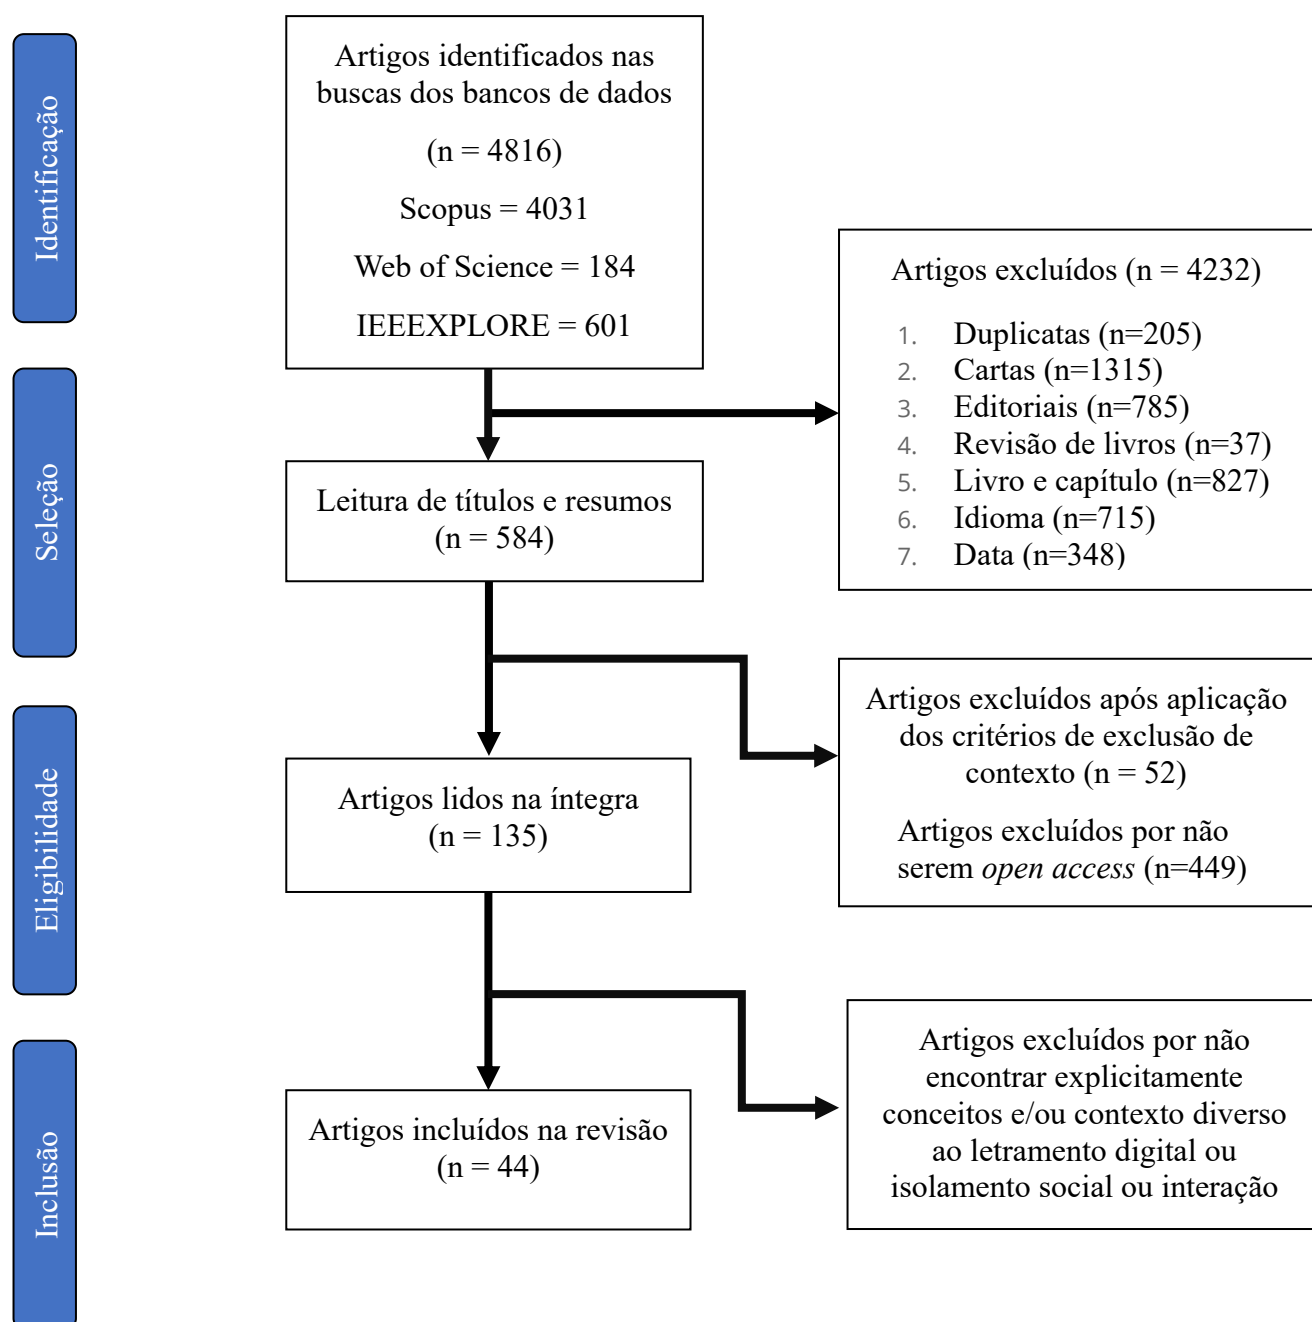 Identificação
Artigos identificados nas
buscas dos bancos de dados
(n = 4816)
Scopus = 4031
Web of Science = 184
IEEEXPLORE = 601
Artigos excluídos (n = 4232)
1. Duplicatas (n=205)
2. Cartas (n=1315)
3. Editoriais (n=785)
4. Revisão de livros (n=37)
5. Livro e capítulo (n=827)
6. Idioma (n=715)
7. Data (n=348)
Seleção
Leitura de títulos e resumos
(n = 584)
Artigos excluídos após aplicação
dos critérios de exclusão de
contexto (n = 52)
Artigos excluídos por não
serem open access (n=449)
Eligibilidade
Artigos lidos na íntegra
(n = 135)
Artigos excluídos por não
encontrar explicitamente
conceitos e/ou contexto diverso
ao letramento digital ou
isolamento social ou interação
Inclusão
Artigos incluídos na revisão
(n = 44)